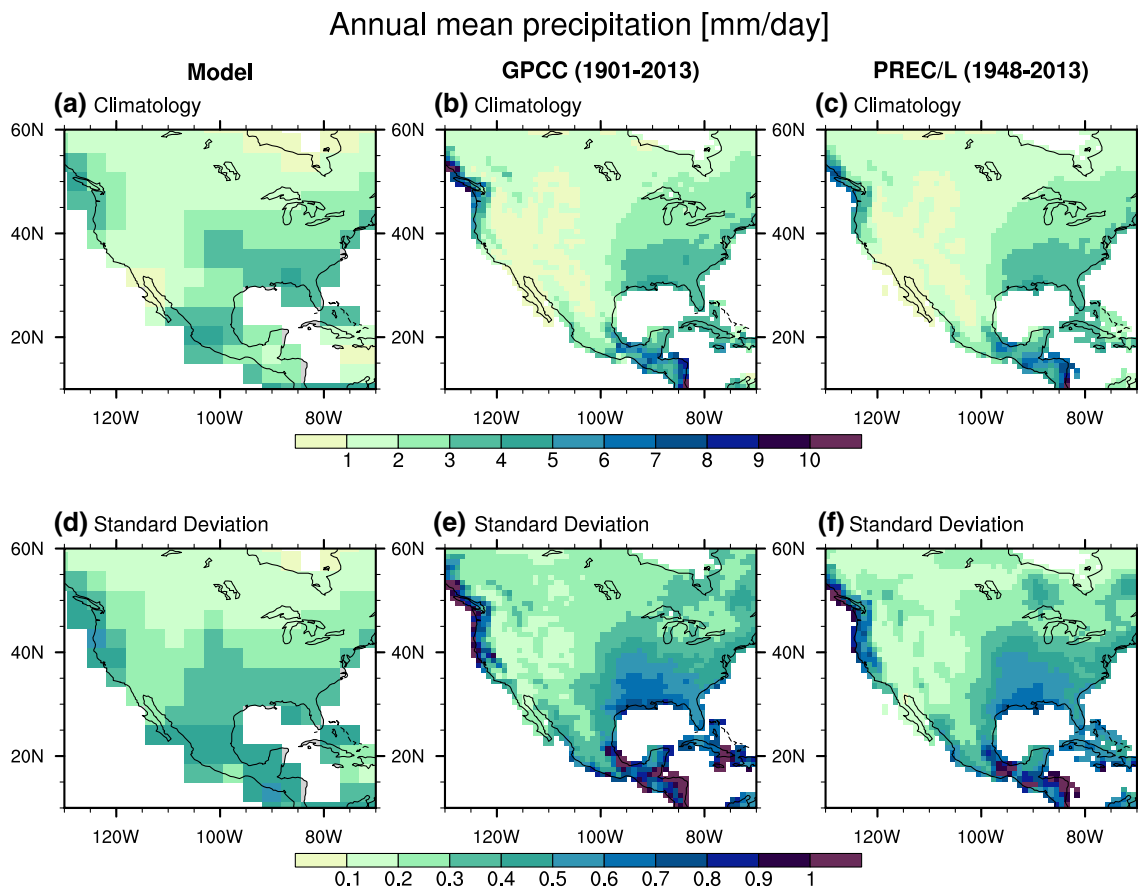 Annual mean precipitation [mm/day]
Model
GPCC (1901-2013)
PREC/L (1948-2013)
(a) Climatology
(b) Climatology
(c) Climatology
60N
40N
20N
120W 100W 80W
60N
40N
20N
120W 100W 80W
60N
40N
20N
120W 100W 80W
1 2 3 4 5 6 7 8 9 10
(d) Standard Deviation
(e) Standard Deviation
(f) Standard Deviation
60N
40N
20N
120W 100W 80W
60N
40N
20N
120W 100W 80W
60N
40N
20N
120W 100W 80W
0.1 0.2 0.3 0.4 0.5 0.6 0.7 0.8 0.9 1